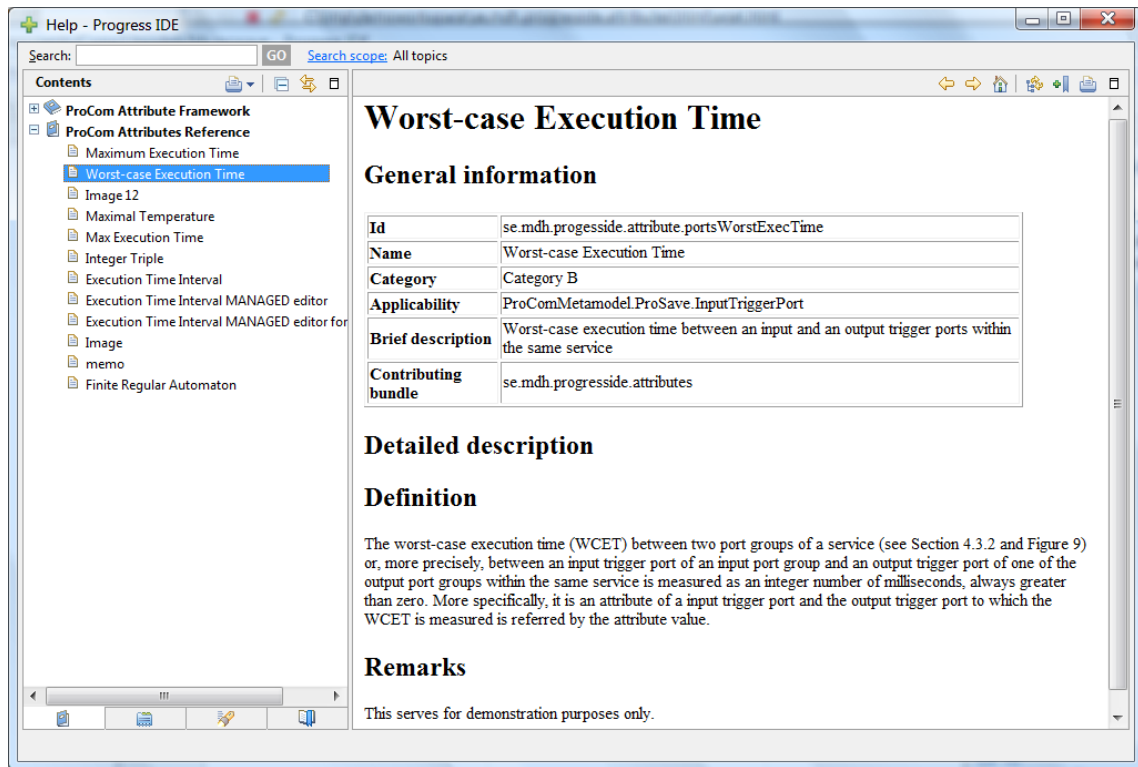 Help - Progress IDE
Search:
GO
Search scope: All topics
Contents
ProCom Attribute Framework
ProCom Attributes Reference
Maximum Execution Time
Worst-case Execution Time
Image 12
Maximal Temperature
Max Execution Time
Integer Triple
Execution Time Interval
Execution Time Interval MANAGED editor
Execution Time Interval MANAGED editor for
Image
memo
Finite Regular Automaton
Worst-case Execution Time
General information
Id se.mdh.progesside.attribute.portsWorstExecTime
Name Worst-case Execution Time
Category Category B
Applicability ProComMetamodel.ProSave.InputTriggerPort
Brief description Worst-case execution time between an input and an output trigger ports within
the same service
Contributing
bundle se.mdh.progresside.attributes
Detailed description
Definition
The worst-case execution time (WCET) between two port groups of a service (see Section 4.3.2 and Figure 9)
or, more precisely, between an input trigger port of an input port group and an output trigger port of one of the
output port groups within the same service is measured as an integer number of milliseconds, always greater
than zero. More specifically, it is an attribute of a input trigger port and the output trigger port to which the
WCET is measured is referred by the attribute value.
Remarks
This serves for demonstration purposes only.